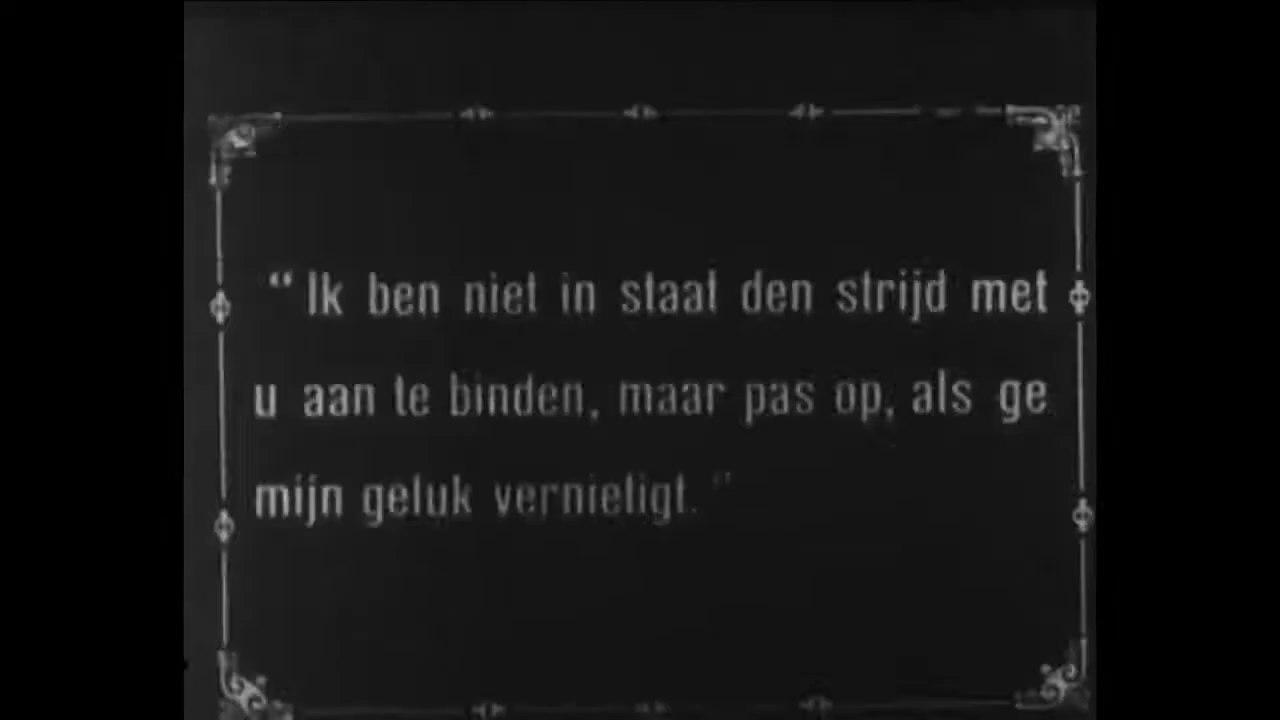 “Ik ben niet in staat den strijd met
u aan te binden, maar pas op, als ge
mijn geluk vernietigt.”